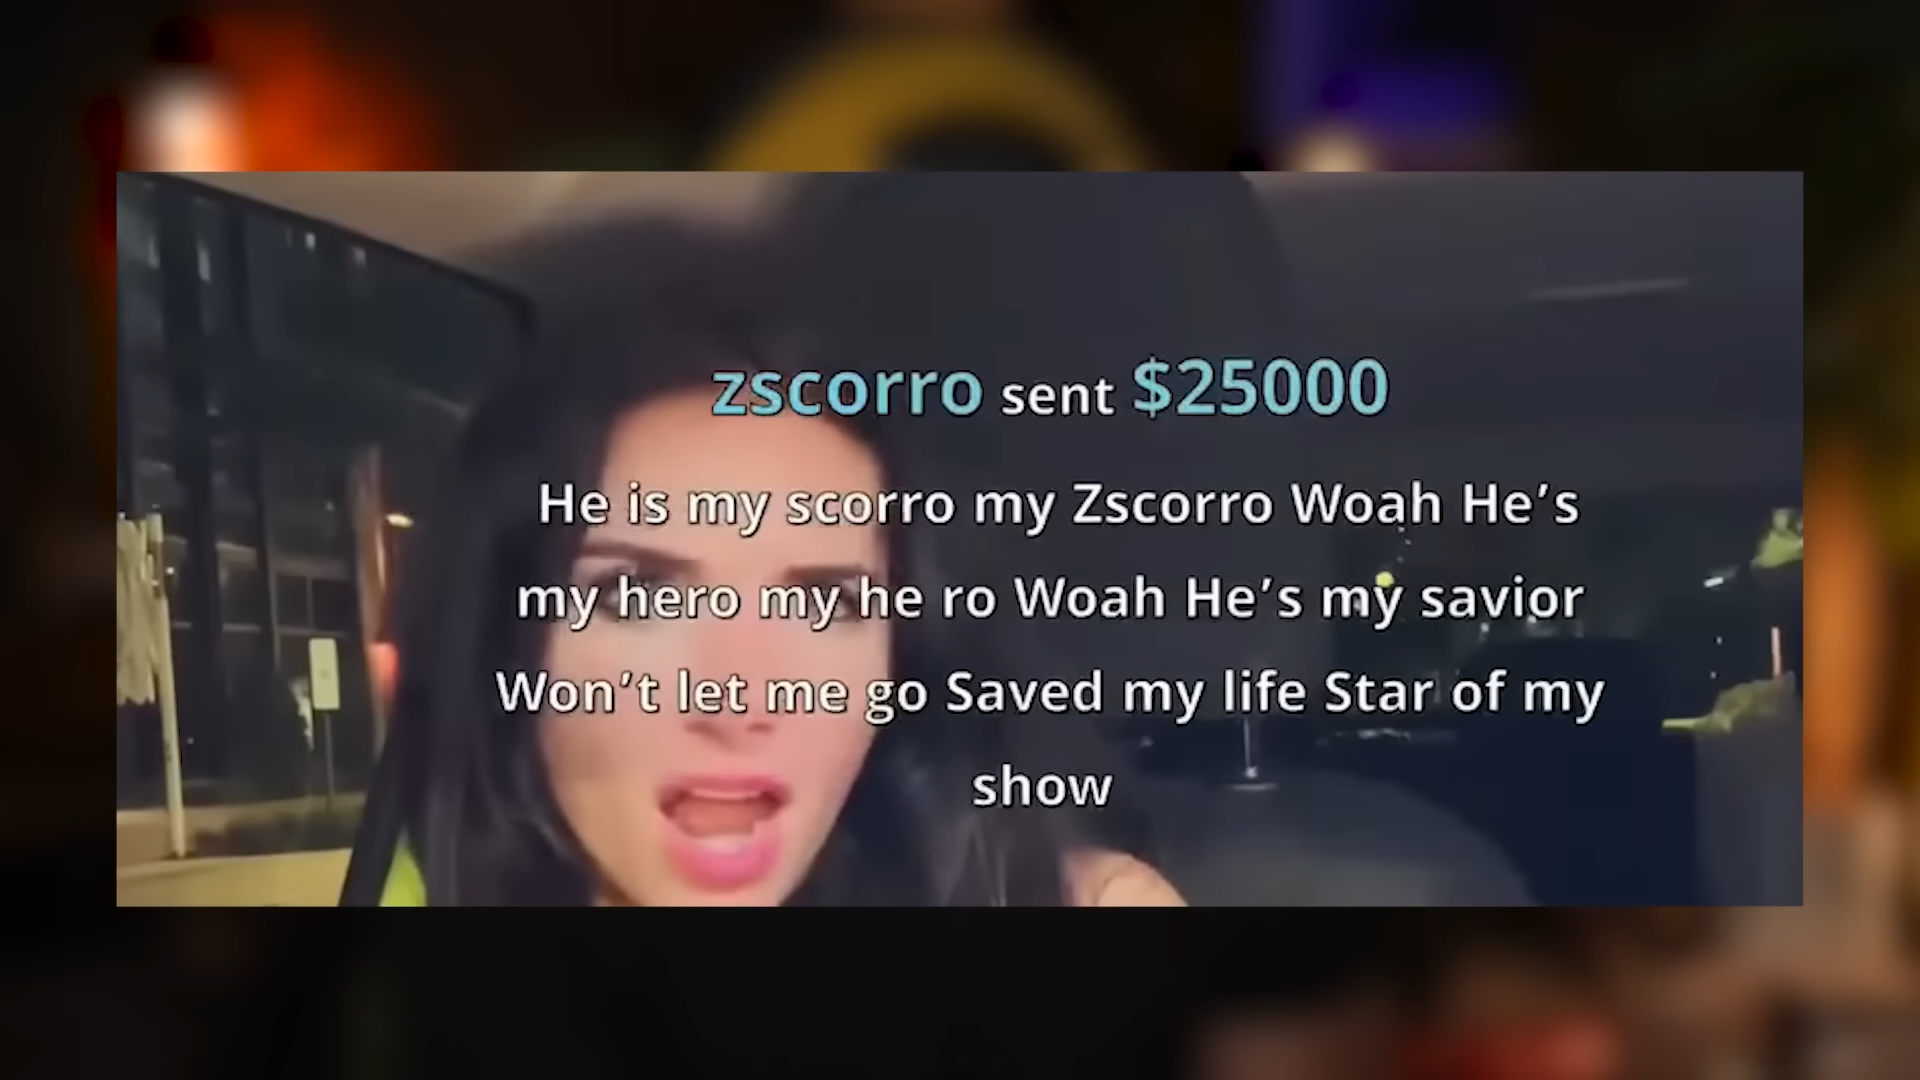 zscorro sent $25000
He is my scorro my Zscorro Woah He’s
my hero my he ro Woah He’s my savior
Won’t let me go Saved my life Star of my
show